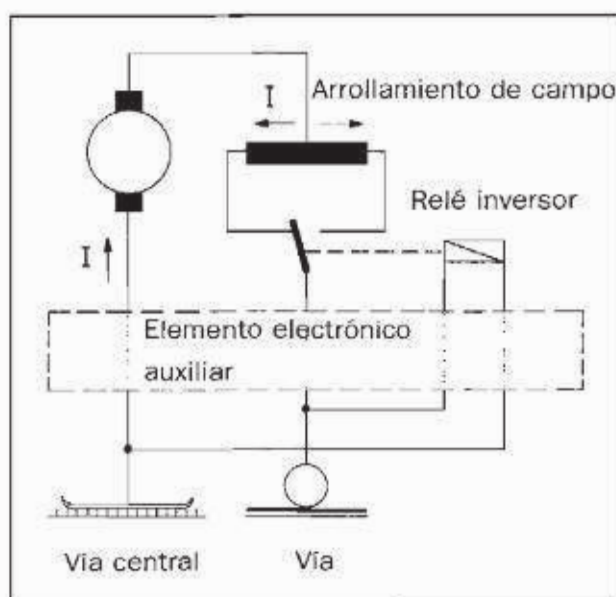 I
Arrollamiento de campo
Relé inversor
I
Elemento electrónico
auxiliar
Vía central
Vía